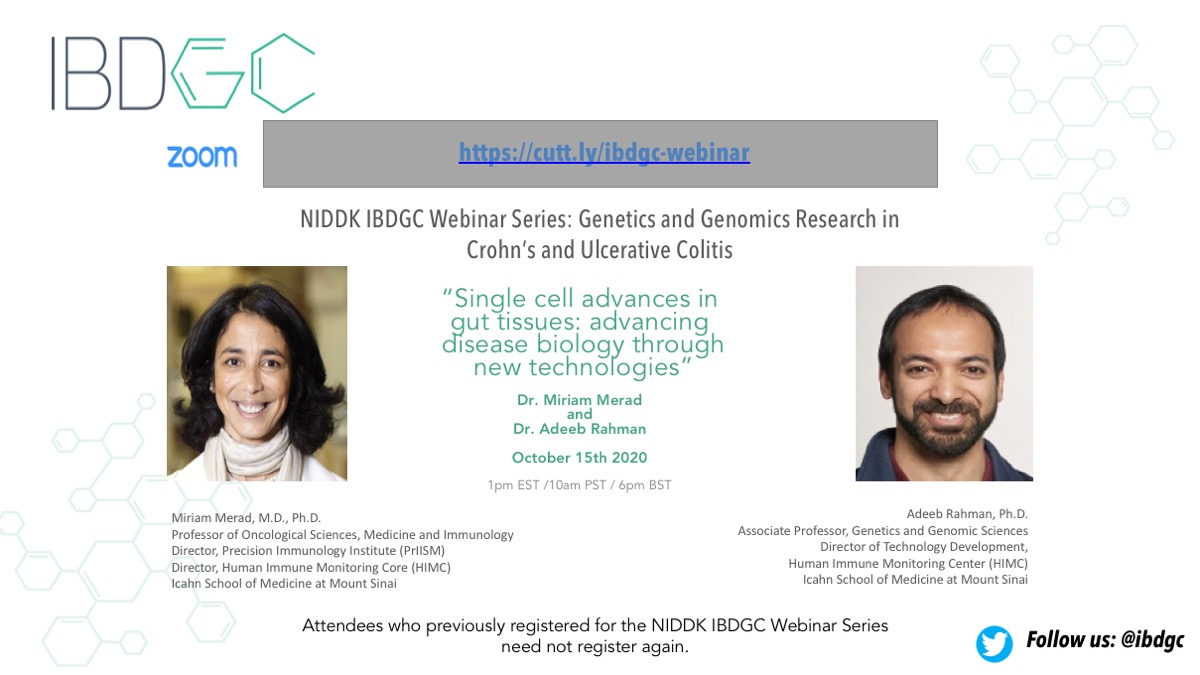 IBDGC
zoom
https://cutt.ly/ibdgc-webinar
NIDDK IBDGC Webinar Series: Genetics and Genomics Research in
Crohn’s and Ulcerative Colitis
“Single cell advances in
gut tissues: advancing
disease biology through
new technologies”
Dr. Miriam Merad
and
Dr. Adeeb Rahman
October 15th 2020
1pm EST /10am PST / 6pm BST
Miriam Merad, M.D., Ph.D.
Professor of Oncological Sciences, Medicine and Immunology
Director, Precision Immunology Institute (PrIISM)
Director, Human Immune Monitoring Core (HIMC)
Icahn School of Medicine at Mount Sinai
Adeeb Rahman, Ph.D.
Associate Professor, Genetics and Genomic Sciences
Director of Technology Development,
Human Immune Monitoring Center (HIMC)
Icahn School of Medicine at Mount Sinai
Attendees who previously registered for the NIDDK IBDGC Webinar Series
need not register again.
Follow us: @ibdgc